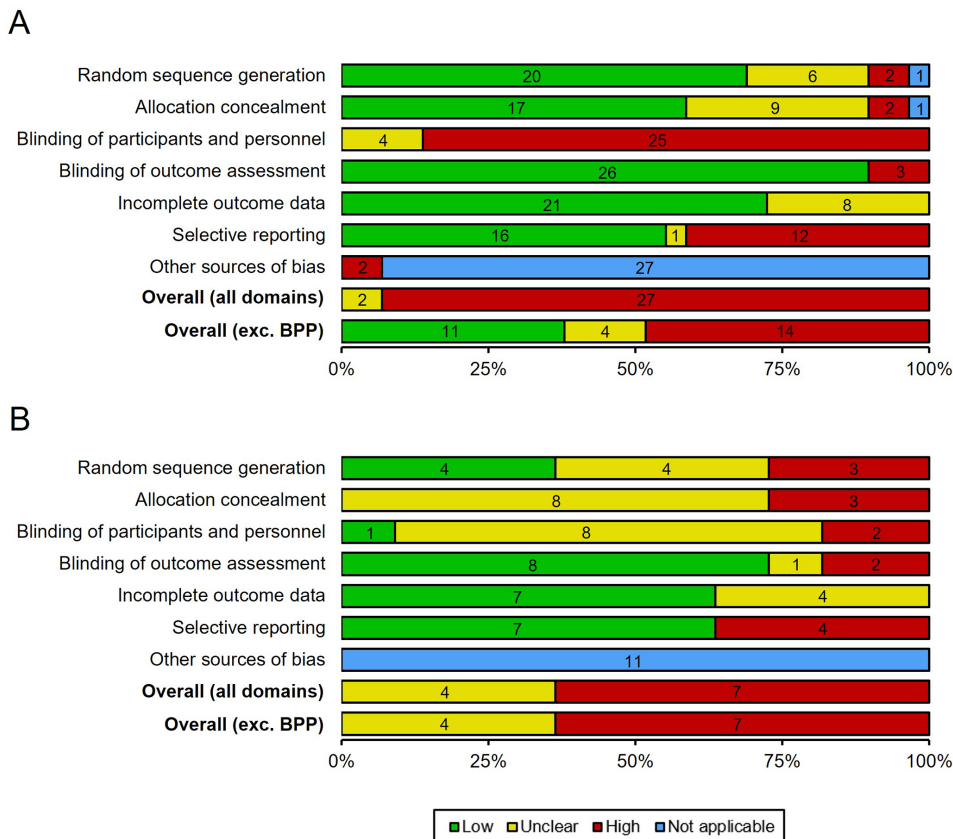 A
Random sequence generation 20 6 2 1
Allocation concealment 17 9 2 1
Blinding of participants and personnel 4 25
Blinding of outcome assessment 26 3
Incomplete outcome data 21 8
Selective reporting 16 1 12
Other sources of bias 2 27
Overall (all domains) 2 27
Overall (exc. BPP) 11 4 14
0% 25% 50% 75% 100%
B
Random sequence generation 4 4 3
Allocation concealment 8 3
Blinding of participants and personnel 1 8 2
Blinding of outcome assessment 8 1 2
Incomplete outcome data 7 4
Selective reporting 7 4
Other sources of bias 11
Overall (all domains) 4 7
Overall (exc. BPP) 4 7
0% 25% 50% 75% 100%
Low Unclear High Not applicable